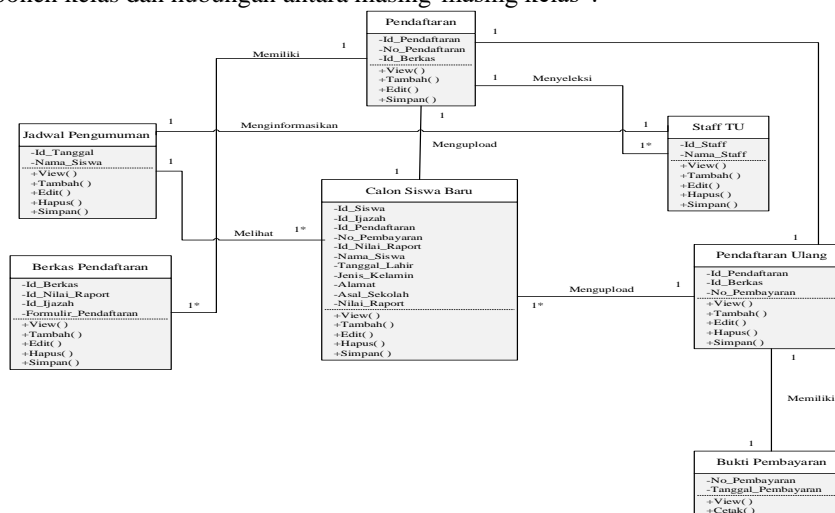 ponen kelas dan hubungan antara masing-masing kelas
Pendaftaran
-Id_Pendaftaran
-No_Pendaftaran
-Id_Berkas
+View( )
+Tambah( )
+Edit( )
+Simpan( )
1
Memiliki
1
1
Menyeleksi
1*
1
Mengupload
1
Jadwal Pengumuman
-Id_Tanggal
-Nama_Siswa
+View( )
+Tambah( )
+Edit( )
+Hapus( )
+Simpan( )
1
Menginformasikan
1
1
Melihat
1*
Staff TU
-Id_Staff
-Nama_Staff
+View( )
+Tambah( )
+Edit( )
+Hapus( )
+Simpan( )
Calon Siswa Baru
-Id_Siswa
-Id_Ijazah
-Id_Pendaftaran
-No_Pembayaran
-Id_Nilai_Raport
-Nama_Siswa
-Tanggal_Lahir
-Jenis_Kelamin
-Alamat
-Asal_Sekolah
-Nilai_Raport
+View( )
+Tambah( )
+Edit( )
+Hapus( )
+Simpan( )
Berkas Pendaftaran
-Id_Berkas
-Id_Nilai_Raport
-Id_Ijazah
-Formulir_Pendaftaran
+View( )
+Tambah( )
+Edit( )
+Hapus( )
+Simpan( )
1*
Mengupload
1
1*
1
Pendaftaran Ulang
-Id_Pendaftaran
-Id_Berkas
-No_Pembayaran
+View( )
+Tambah( )
+Edit( )
+Hapus( )
+Simpan( )
1
Memiliki
1
Bukti Pembayaran
-No_Pembayaran
-Tanggal_Pembayaran
+View( )
+Cetak( )